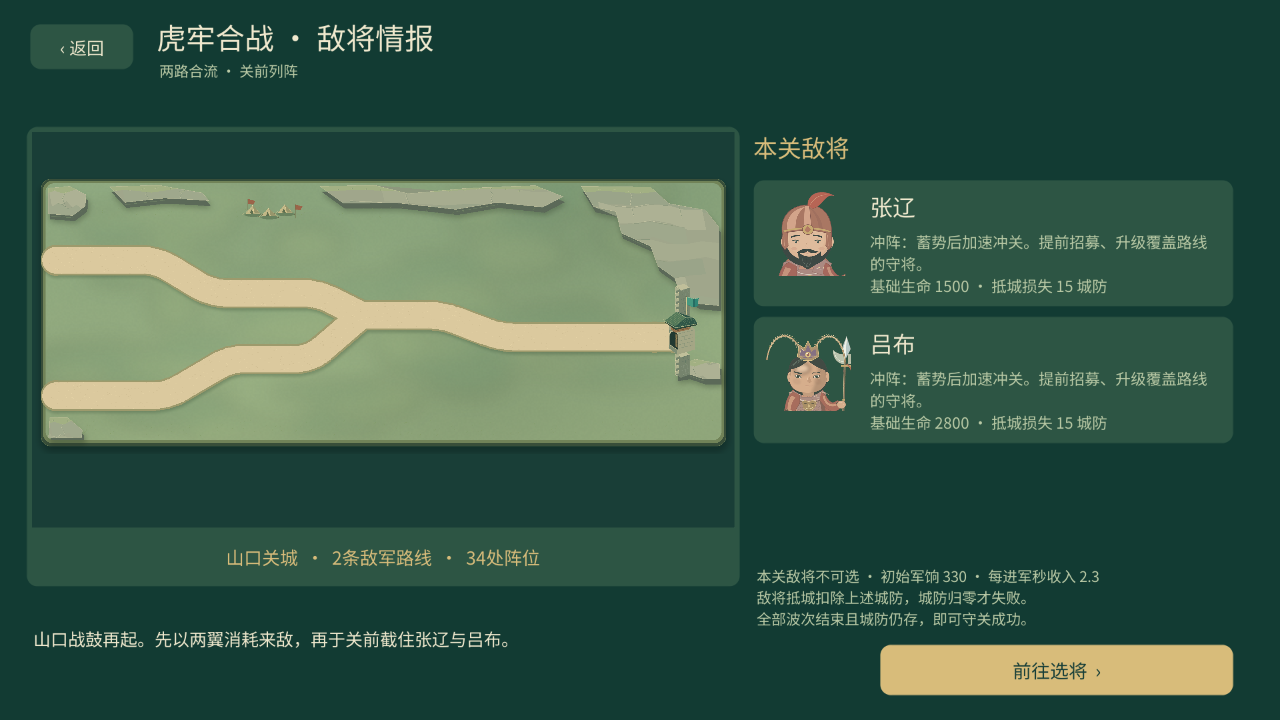 ‹ 返回
虎牢合战 · 敌将情报
两路合流 · 关前列阵
本关敌将
张辽
冲阵：蓄势后加速冲关。提前招募、升级覆盖路线
的守将。
基础生命 1500 · 抵城损失 15 城防
吕布
冲阵：蓄势后加速冲关。提前招募、升级覆盖路线
的守将。
基础生命 2800 · 抵城损失 15 城防
山口关城 · 2条敌军路线 · 34处阵位
山口战鼓再起。先以两翼消耗来敌，再于关前截住张辽与吕布。
本关敌将不可选 · 初始军饷 330 · 每进军秒收入 2.3
敌将抵城扣除上述城防，城防归零才失败。
全部波次结束且城防仍存，即可守关成功。
前往选将 ›